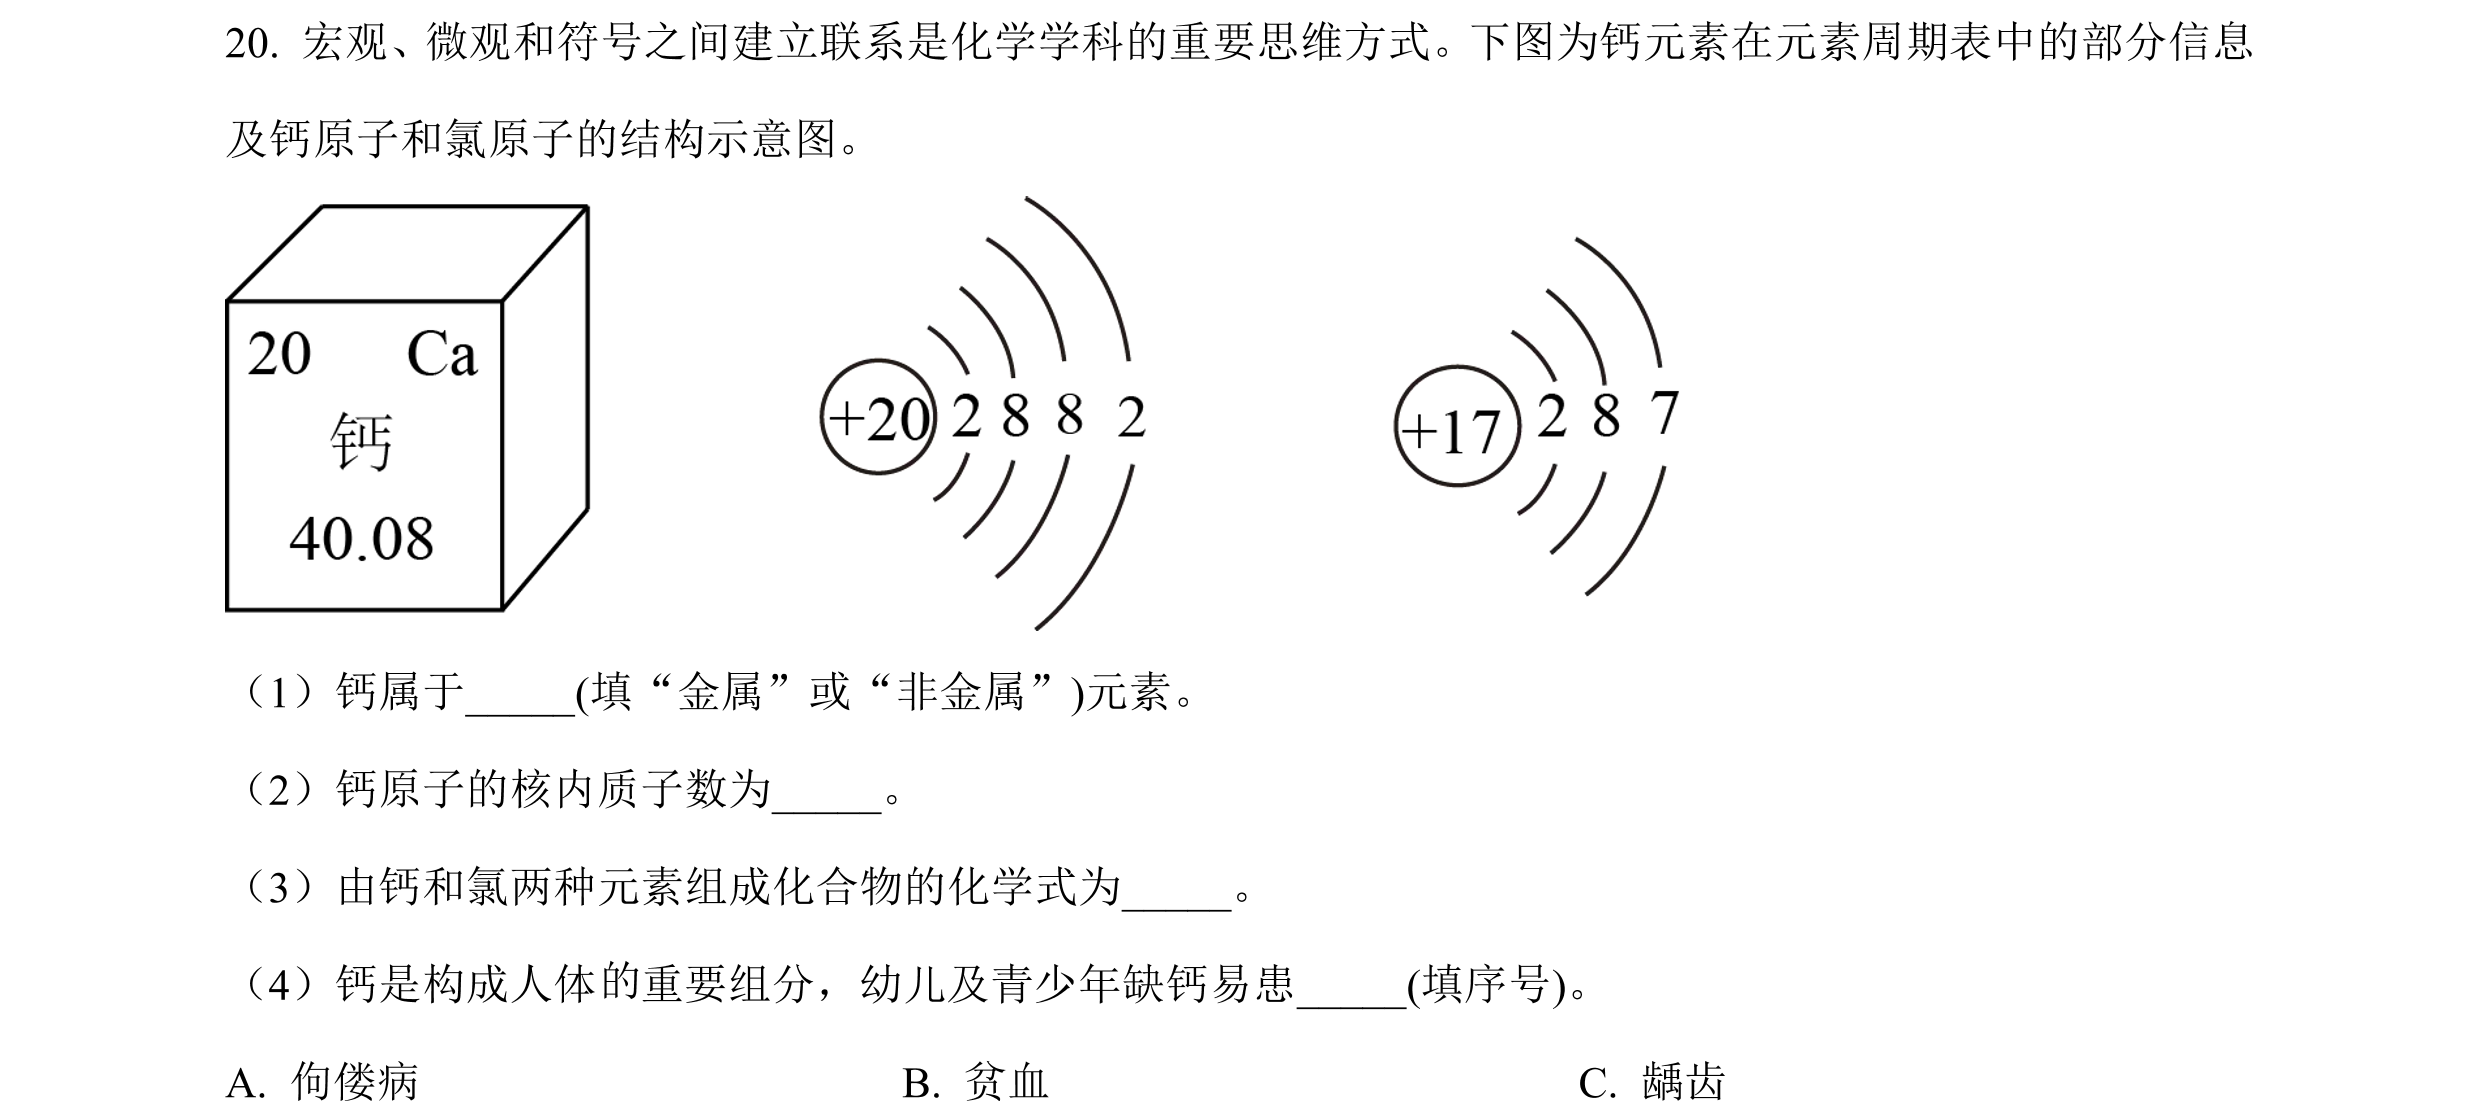 20. 宏观、微观和符号之间建立联系是化学学科的重要思维方式。下图为钙元素在元素周期表中的部分信息
及钙原子和氯原子的结构示意图。
20 Ca
钙
40.08
+20 2 8 8 2
+17 2 8 7
（1）钙属于_____(填“金属”或“非金属”)元素。
（2）钙原子的核内质子数为_____。
（3）由钙和氯两种元素组成化合物的化学式为_____。
（4）钙是构成人体的重要组分，幼儿及青少年缺钙易患_____(填序号)。
A. 佝偻病 B. 贫血 C. 龋齿